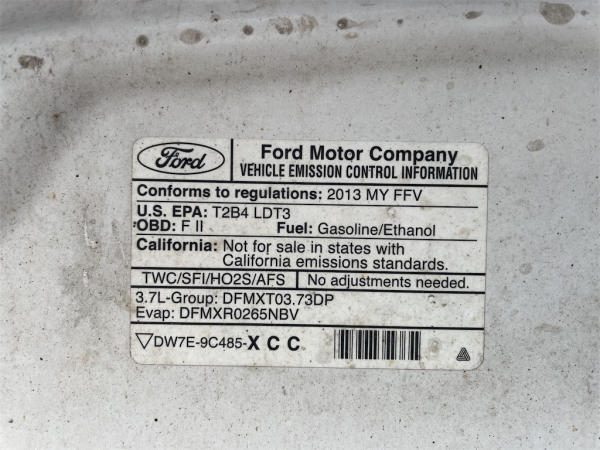 Ford
Ford Motor Company
VEHICLE EMISSION CONTROL INFORMATION
Conforms to regulations: 2013 MY FFV
U.S. EPA: T2B4 LDT3
OBD: F II Fuel: Gasoline/Ethanol
California: Not for sale in states with
California emissions standards.
TWC/SFI/HO2S/AFS No adjustments needed.
3.7L-Group: DFMXT03.73DP
Evap: DFMXR0265NBV
▽DW7E-9C485-XCC